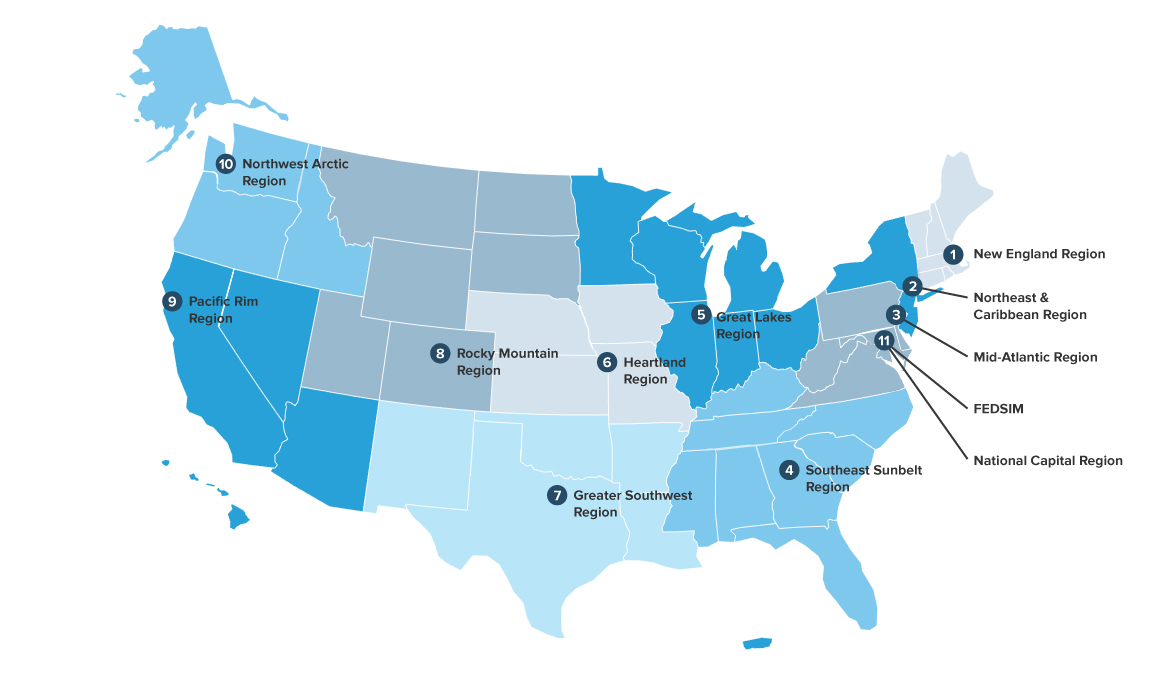 10 Northwest Arctic
Region
1 New England Region
2 Northeast &
Caribbean Region
9 Pacific Rim
Region
3 Mid-Atlantic Region
5 Great Lakes
Region
11
8 Rocky Mountain
Region
6 Heartland
Region
FEDSIM
National Capital Region
4 Southeast Sunbelt
Region
7 Greater Southwest
Region